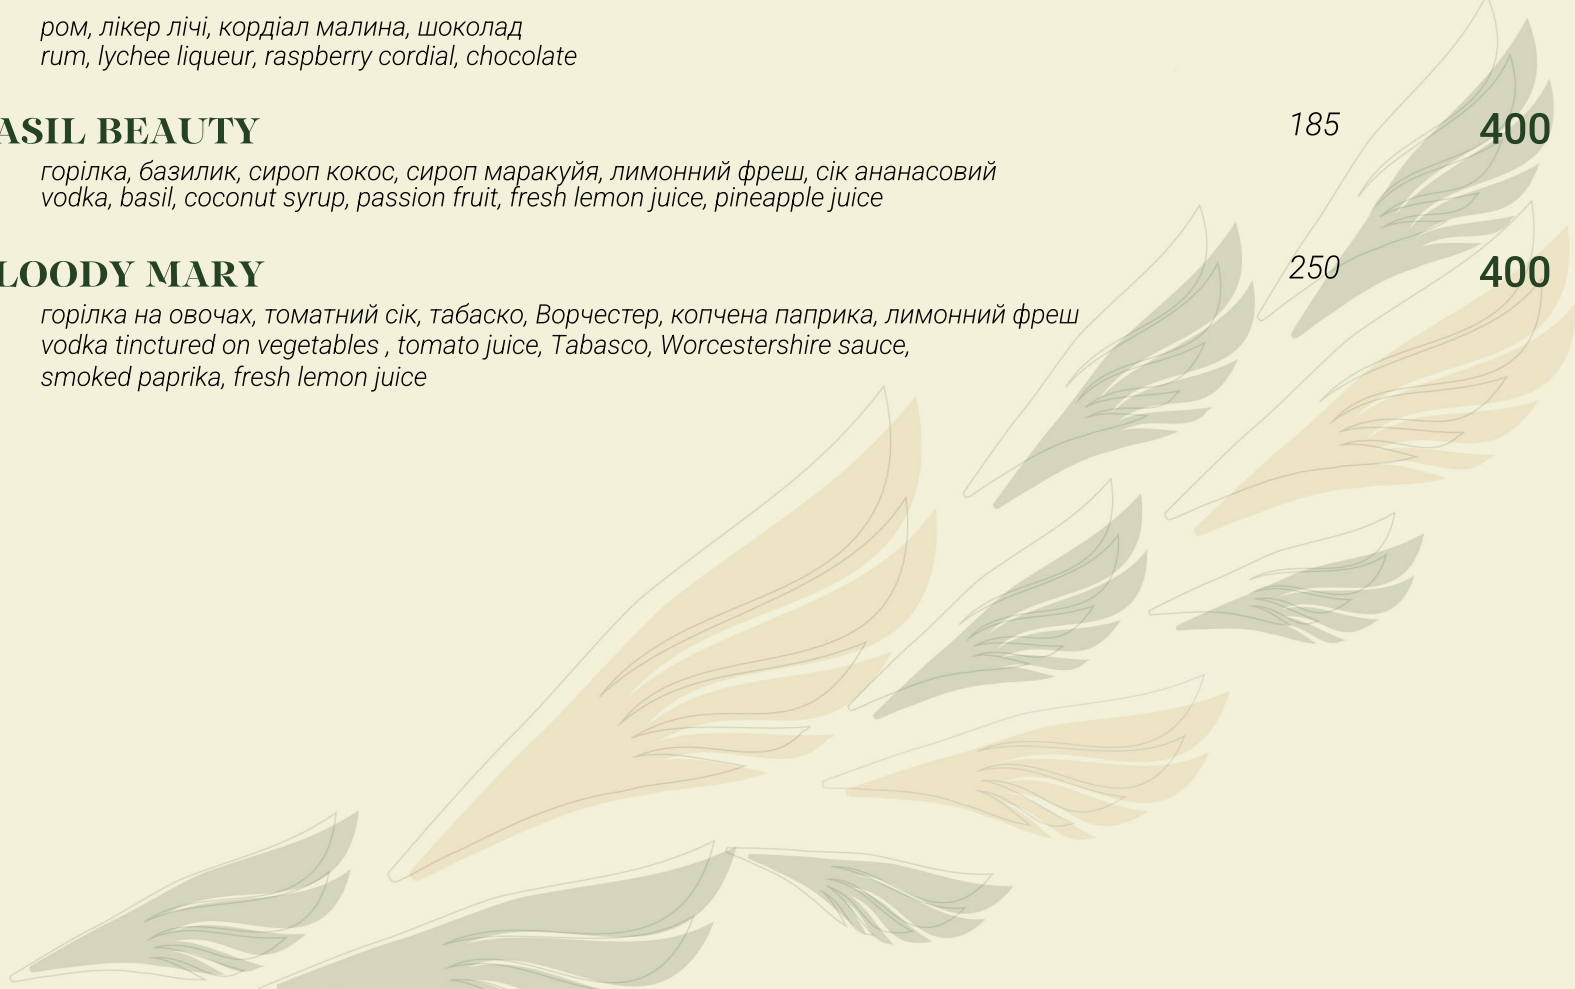 ром, лікер лічі, кордіал малина, шоколад
rum, lychee liqueur, raspberry cordial, chocolate
ASIL BEAUTY 185 400
горілка, базилик, сироп кокос, сироп маракуйя, лимонний фреш, сік ананасовий
vodka, basil, coconut syrup, passion fruit, fresh lemon juice, pineapple juice
LOODY MARY 250 400
горілка на овочах, томатний сік, табаско, Ворчестер, копчена паприка, лимонний фреш
vodka tinctured on vegetables , tomato juice, Tabasco, Worcestershire sauce,
smoked paprika, fresh lemon juice